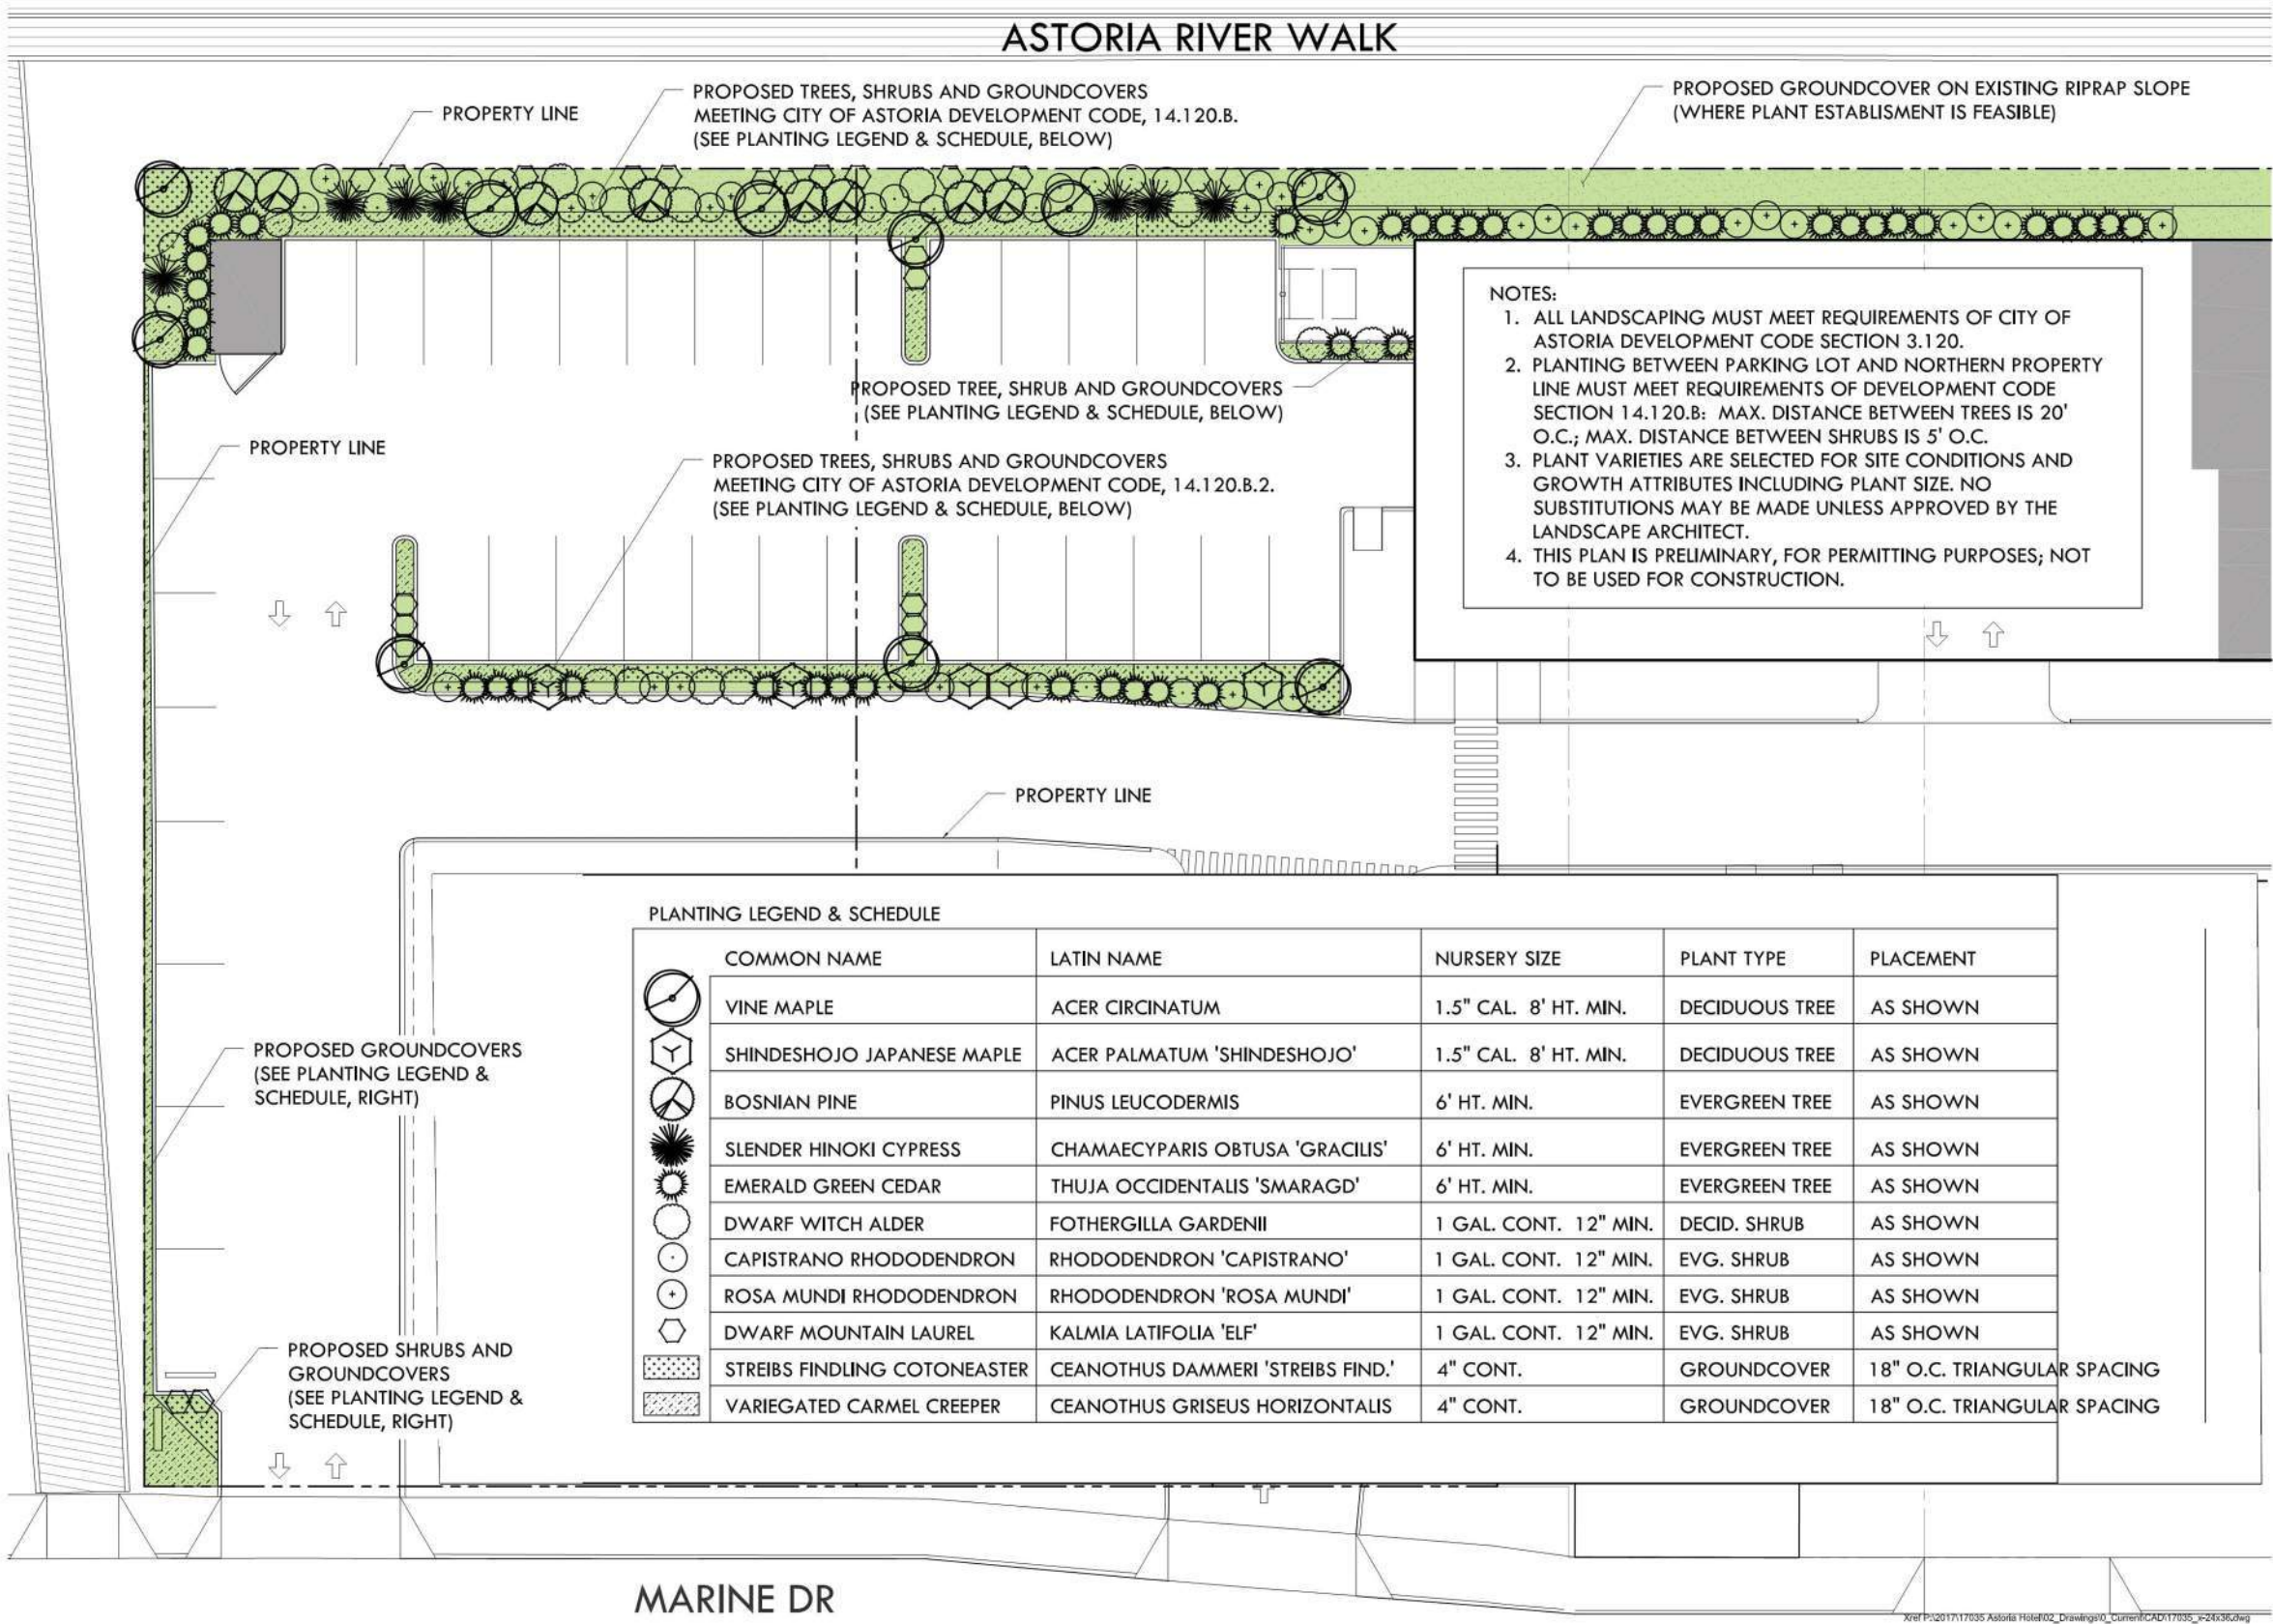 ASTORIA RIVER WALK
PROPERTY LINE
PROPOSED TREES, SHRUBS AND GROUNDCOVERS
MEETING CITY OF ASTORIA DEVELOPMENT CODE, 14.120.B.
(SEE PLANTING LEGEND & SCHEDULE, BELOW)
PROPOSED GROUNDCOVER ON EXISTING RIPRAP SLOPE
(WHERE PLANT ESTABLISMENT IS FEASIBLE)
NOTES:
1. ALL LANDSCAPING MUST MEET REQUIREMENTS OF CITY OF
ASTORIA DEVELOPMENT CODE SECTION 3.120.
2. PLANTING BETWEEN PARKING LOT AND NORTHERN PROPERTY
LINE MUST MEET REQUIREMENTS OF DEVELOPMENT CODE
SECTION 14.120.B: MAX. DISTANCE BETWEEN TREES IS 20'
O.C.; MAX. DISTANCE BETWEEN SHRUBS IS 5' O.C.
3. PLANT VARIETIES ARE SELECTED FOR SITE CONDITIONS AND
GROWTH ATTRIBUTES INCLUDING PLANT SIZE. NO
SUBSTITUTIONS MAY BE MADE UNLESS APPROVED BY THE
LANDSCAPE ARCHITECT.
4. THIS PLAN IS PRELIMINARY, FOR PERMITTING PURPOSES; NOT
TO BE USED FOR CONSTRUCTION.
PROPOSED TREE, SHRUB AND GROUNDCOVERS
(SEE PLANTING LEGEND & SCHEDULE, BELOW)
PROPERTY LINE
PROPOSED TREES, SHRUBS AND GROUNDCOVERS
MEETING CITY OF ASTORIA DEVELOPMENT CODE, 14.120.B.2.
(SEE PLANTING LEGEND & SCHEDULE, BELOW)
PROPERTY LINE
PROPOSED GROUNDCOVERS
(SEE PLANTING LEGEND &
SCHEDULE, RIGHT)
PROPOSED SHRUBS AND
GROUNDCOVERS
(SEE PLANTING LEGEND &
SCHEDULE, RIGHT)
PLANTING LEGEND & SCHEDULE
COMMON NAME LATIN NAME NURSERY SIZE PLANT TYPE PLACEMENT
VINE MAPLE ACER CIRCINATUM 1.5" CAL. 8' HT. MIN. DECIDUOUS TREE AS SHOWN
SHINDESHOJO JAPANESE MAPLE ACER PALMATUM 'SHINDESHOJO' 1.5" CAL. 8' HT. MIN. DECIDUOUS TREE AS SHOWN
BOSNIAN PINE PINUS LEUCODERMIS 6' HT. MIN. EVERGREEN TREE AS SHOWN
SLENDER HINOKI CYPRESS CHAMAECYPARIS OBTUSA 'GRACILIS' 6' HT. MIN. EVERGREEN TREE AS SHOWN
EMERALD GREEN CEDAR THUJA OCCIDENTALIS 'SMARAGD' 6' HT. MIN. EVERGREEN TREE AS SHOWN
DWARF WITCH ALDER FOTHERGILLA GARDENII 1 GAL. CONT. 12" MIN. DECID. SHRUB AS SHOWN
CAPISTRANO RHODODENDRON RHODODENDRON 'CAPISTRANO' 1 GAL. CONT. 12" MIN. EVG. SHRUB AS SHOWN
ROSA MUNDI RHODODENDRON RHODODENDRON 'ROSA MUNDI' 1 GAL. CONT. 12" MIN. EVG. SHRUB AS SHOWN
DWARF MOUNTAIN LAUREL KALMIA LATIFOLIA 'ELF' 1 GAL. CONT. 12" MIN. EVG. SHRUB AS SHOWN
STREIBS FINDLING COTONEASTER CEANOTHUS DAMMERI 'STREIBS FIND.' 4" CONT. GROUNDCOVER 18" O.C. TRIANGULAR SPACING
VARIEGATED CARMEL CREEPER CEANOTHUS GRISEUS HORIZONTALIS 4" CONT. GROUNDCOVER 18" O.C. TRIANGULAR SPACING
MARINE DR
Xref P:\2017\17035 Astoria Hotel\02_Drawings\0_Current\CAD\17035_x-24x36.dwg